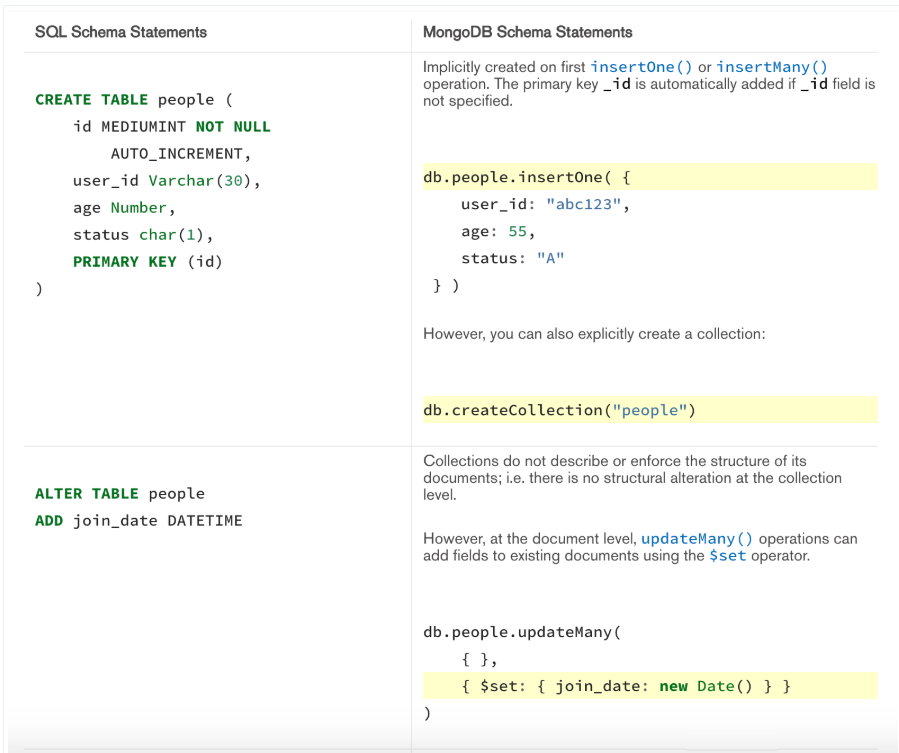 SQL Schema Statements
MongoDB Schema Statements
CREATE TABLE people (
id MEDIUMINT NOT NULL
AUTO_INCREMENT,
user_id Varchar(30),
age Number,
status char(1),
PRIMARY KEY (id)
)
Implicitly created on first insertOne() or insertMany()
operation. The primary key _id is automatically added if _id field is
not specified.
db.people.insertOne( {
user_id: "abc123",
age: 55,
status: "A"
} )
However, you can also explicitly create a collection:
db.createCollection("people")
ALTER TABLE people
ADD join_date DATETIME
Collections do not describe or enforce the structure of its
documents; i.e. there is no structural alteration at the collection
level.
However, at the document level, updateMany() operations can
add fields to existing documents using the $set operator.
db.people.updateMany(
{ },
{ $set: { join_date: new Date() } }
)